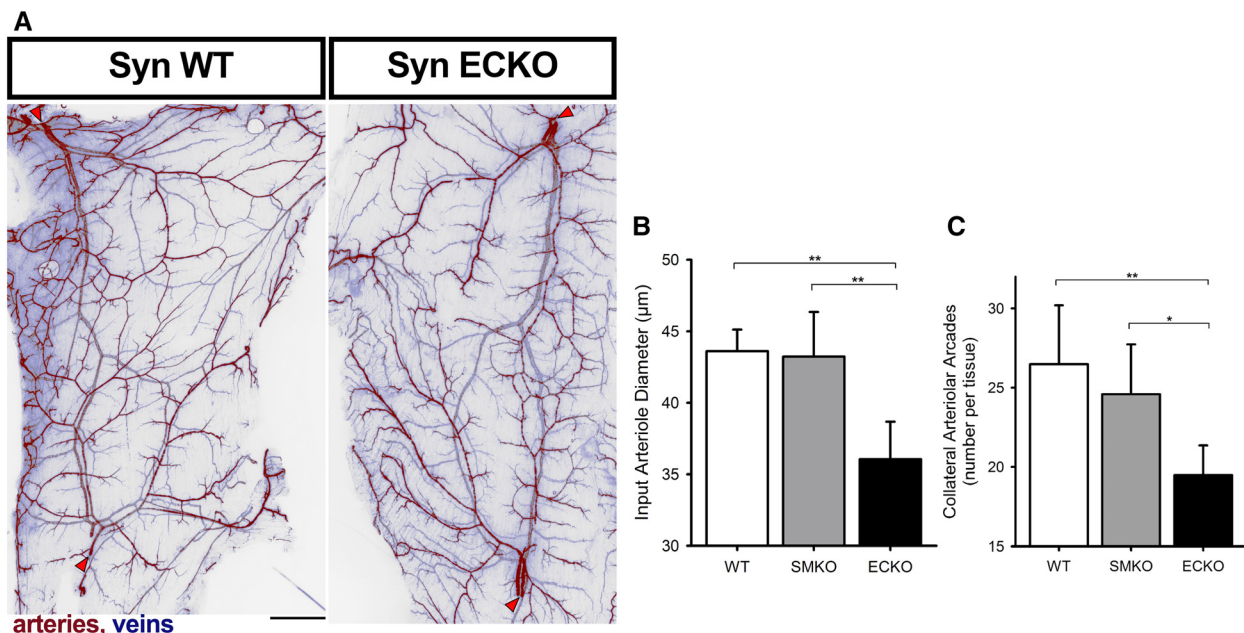 A
Syn WT
Syn ECKO
arteries, veins
B
Input Arteriole Diameter (µm)
50
45
40
35
30
**
**
WT
SMKO
ECKO
C
Collateral Arteriolar Arcades
(number per tissue)
30
25
20
15
**
*
WT
SMKO
ECKO